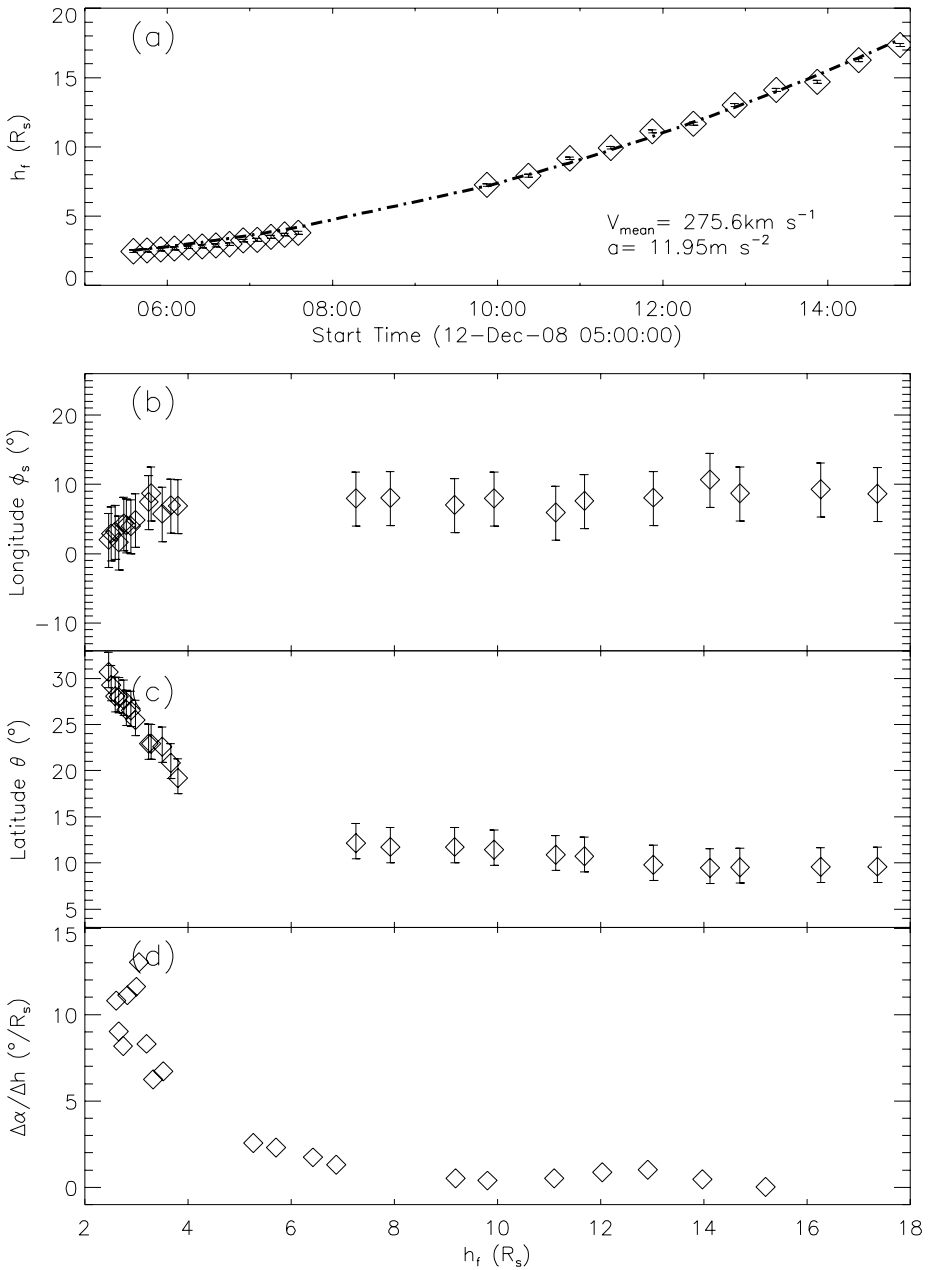 (a)
20
15
10
5
0
h_f (R_s)
V_mean= 275.6km s^−1
a= 11.95m s^−2
06:00 08:00 10:00 12:00 14:00
Start Time (12−Dec−08 05:00:00)
(b)
20
10
0
−10
Longitude ϕ_s (°)
(c)
30
25
20
15
10
5
Latitude θ (°)
(d)
15
10
5
0
Δα/Δh (°/R_s)
2 4 6 8 10 12 14 16 18
h_f (R_s)